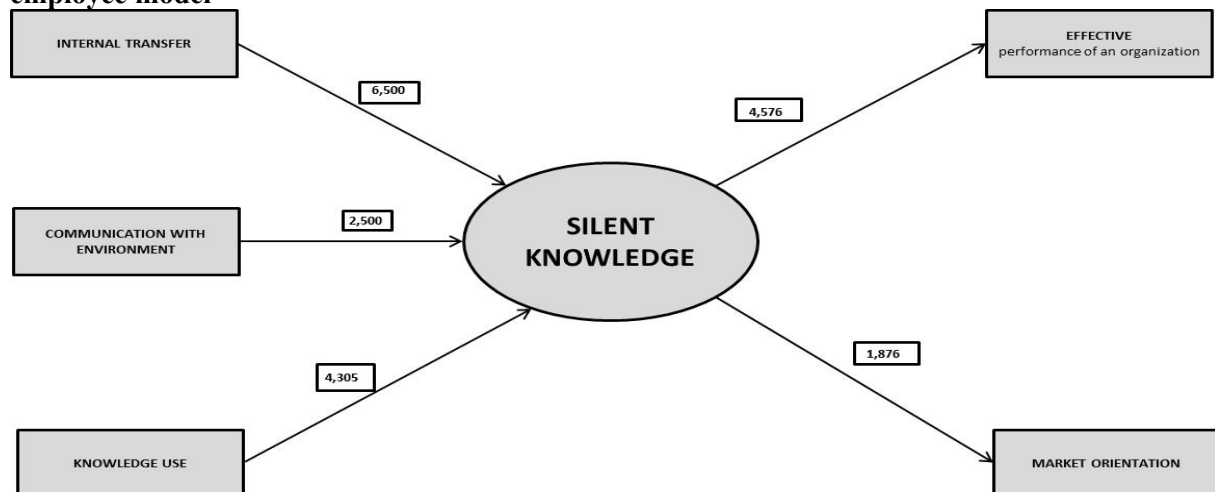 employee model
INTERNAL TRANSFER
EFFECTIVE
performance of an organization
6,500
4,576
SILENT
KNOWLEDGE
COMMUNICATION WITH
ENVIRONMENT
2,500
4,305
1,876
KNOWLEDGE USE
MARKET ORIENTATION